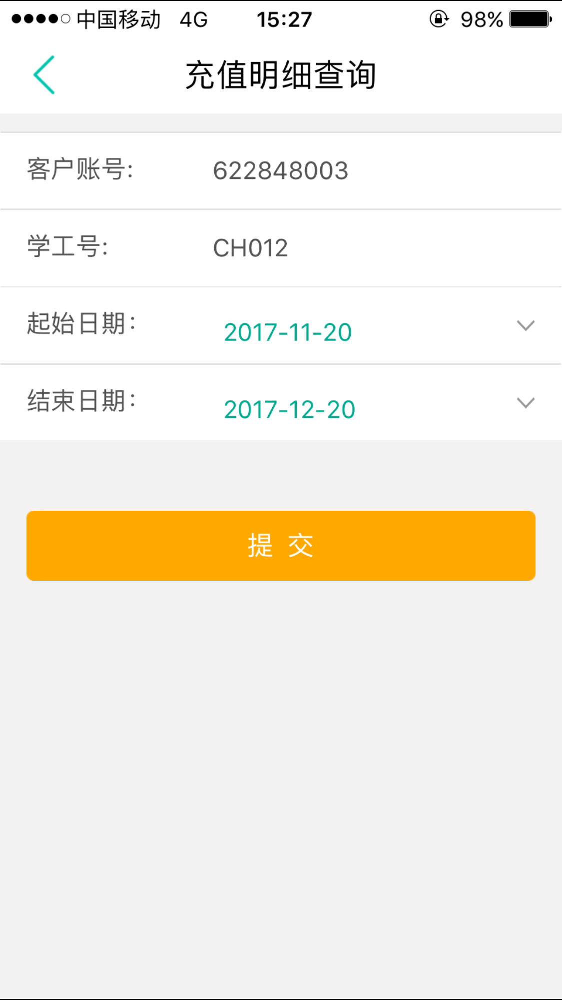 中国移动 4G 15:27 98%
充值明细查询
客户账号: 622848003
学工号: CH012
起始日期: 2017-11-20
结束日期: 2017-12-20
提 交